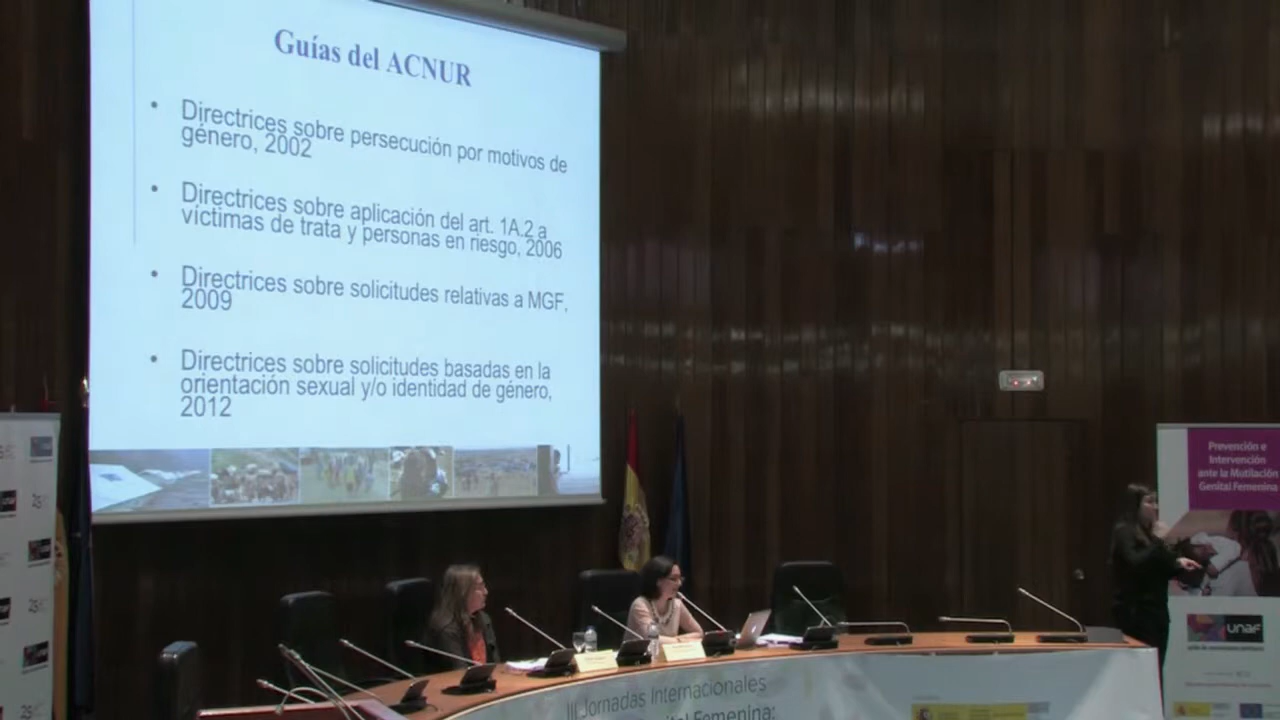 Guías del ACNUR
• Directrices sobre persecución por motivos de
género, 2002
• Directrices sobre aplicación del art. 1A.2 a
víctimas de trata y personas en riesgo, 2006
• Directrices sobre solicitudes relativas a MGF,
2009
• Directrices sobre solicitudes basadas en la
orientación sexual y/o identidad de género,
2012
Prevención e
Intervención
ante la Mutilación
Genital Femenina
unaf
III Jornadas Internacionales
Genital Femenina: